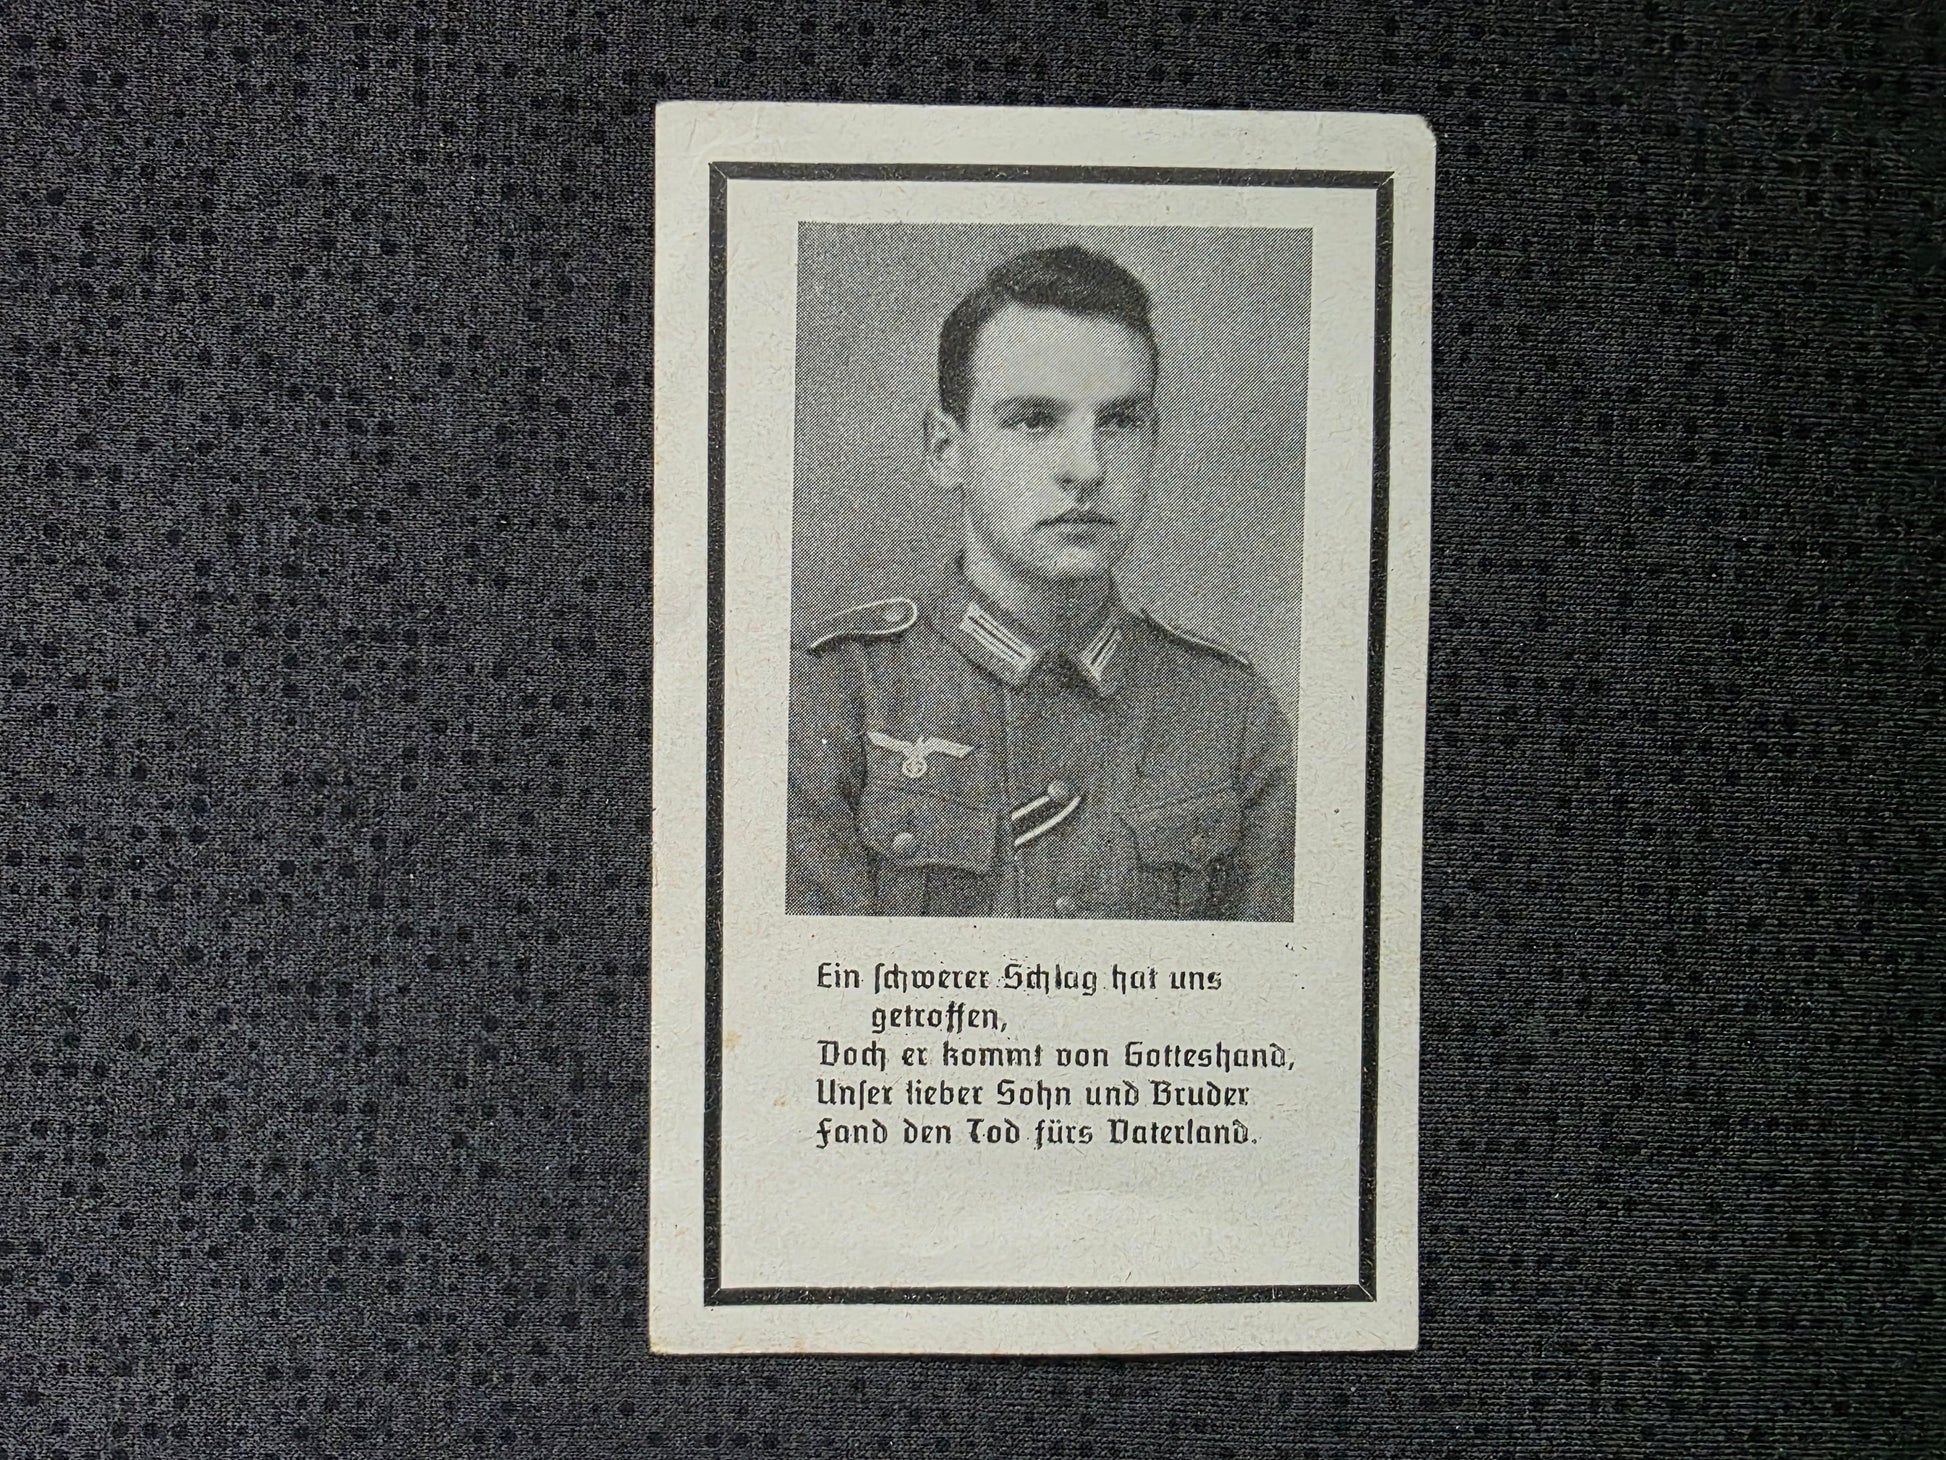 Ein schwerer Schlag hat uns
getroffen,
Doch er kommt von Gotteshand,
Unser lieber Sohn und Bruder
Fand den Tod fürs Vaterland.